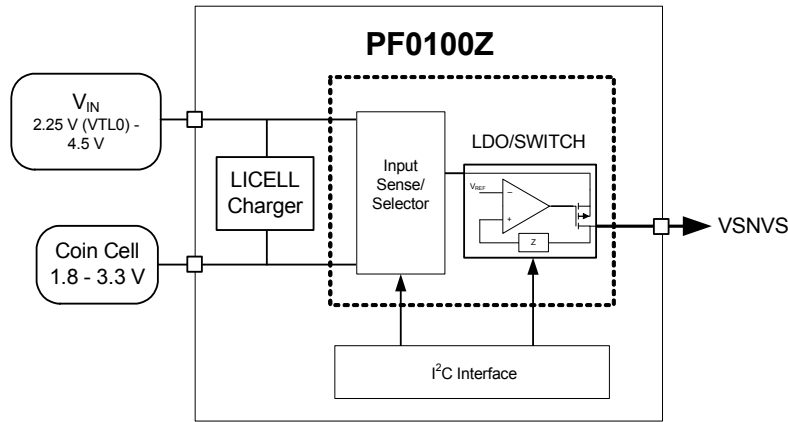 PF0100Z
V_IN
2.25 V (VTL0) -
4.5 V
LICELL
Charger
Input
Sense/
Selector
LDO/SWITCH
V_REF
−
+
Z
VSNVS
Coin Cell
1.8 - 3.3 V
I²C Interface